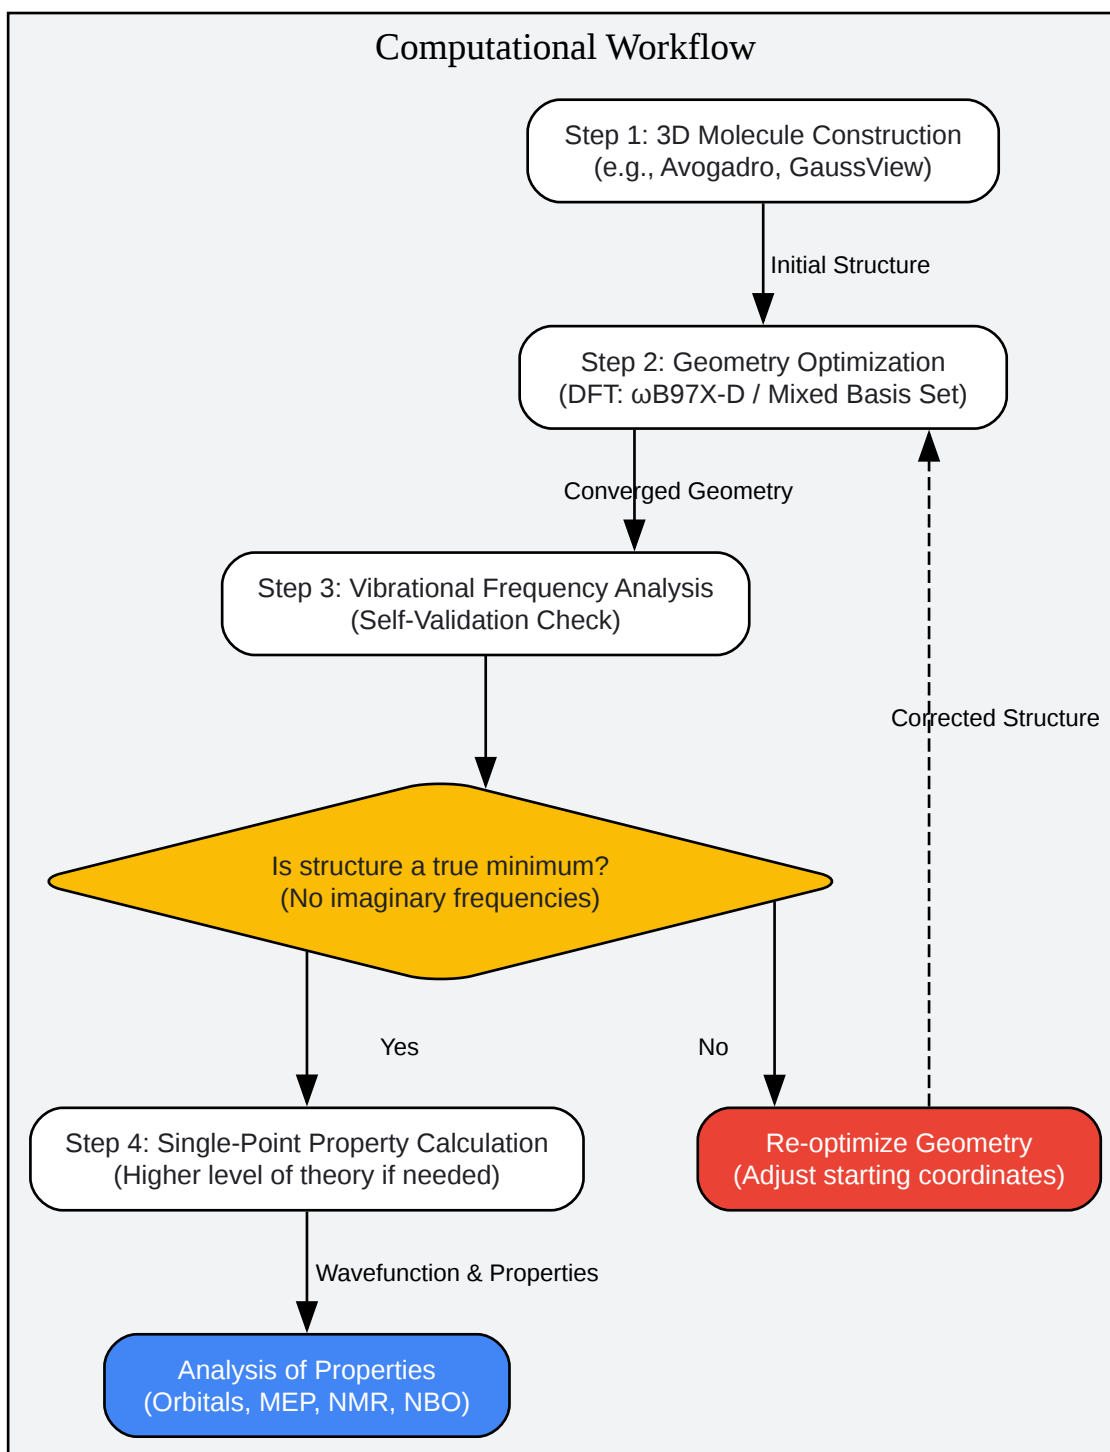 Computational Workflow
Step 1: 3D Molecule Construction
(e.g., Avogadro, GaussView)
Initial Structure
Step 2: Geometry Optimization
(DFT: ωB97X-D / Mixed Basis Set)
Converged Geometry
Step 3: Vibrational Frequency Analysis
(Self-Validation Check)
Corrected Structure
Is structure a true minimum?
(No imaginary frequencies)
Yes
No
Step 4: Single-Point Property Calculation
(Higher level of theory if needed)
Re-optimize Geometry
(Adjust starting coordinates)
Wavefunction & Properties
Analysis of Properties
(Orbitals, MEP, NMR, NBO)